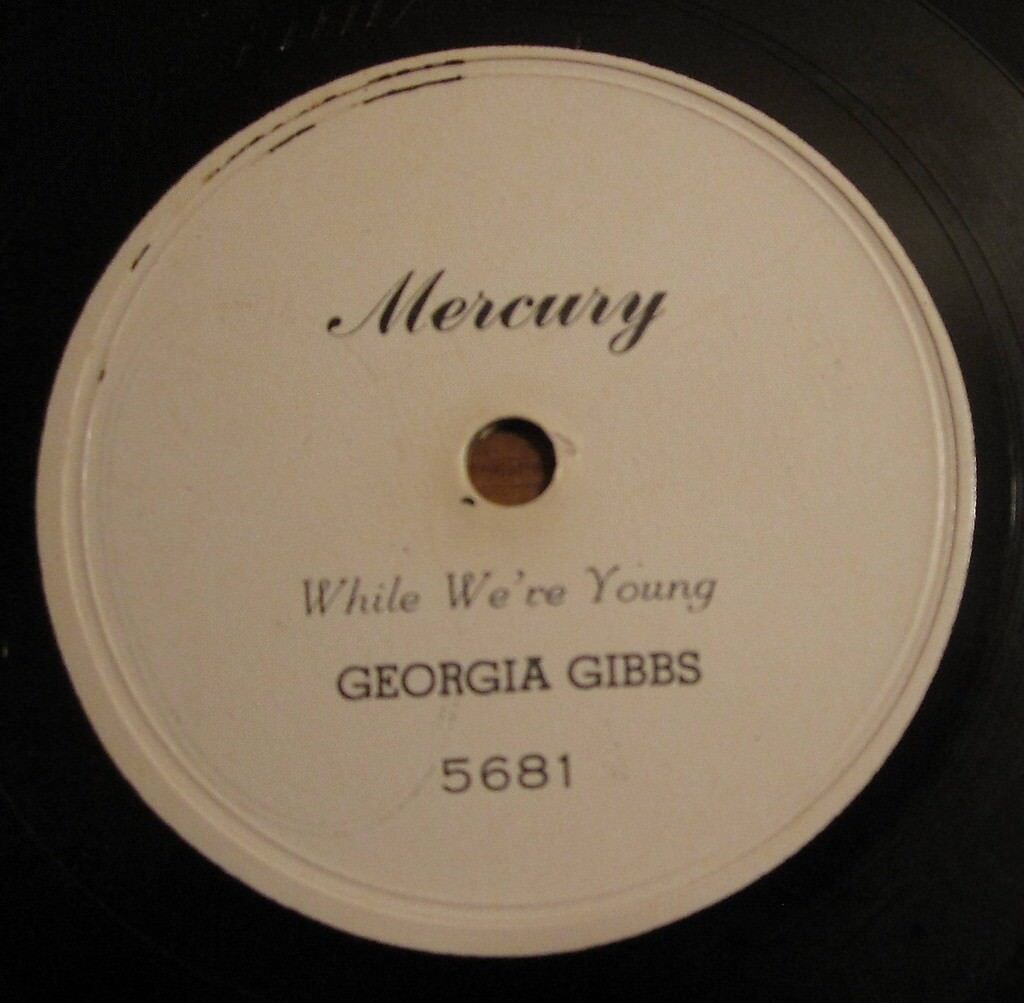 Mercury
While We're Young
GEORGIA GIBBS
5681